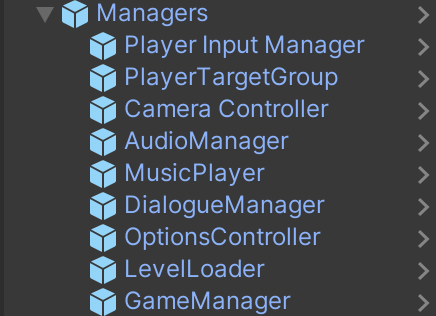 Managers
Player Input Manager
PlayerTargetGroup
Camera Controller
AudioManager
MusicPlayer
DialogueManager
OptionsController
LevelLoader
GameManager